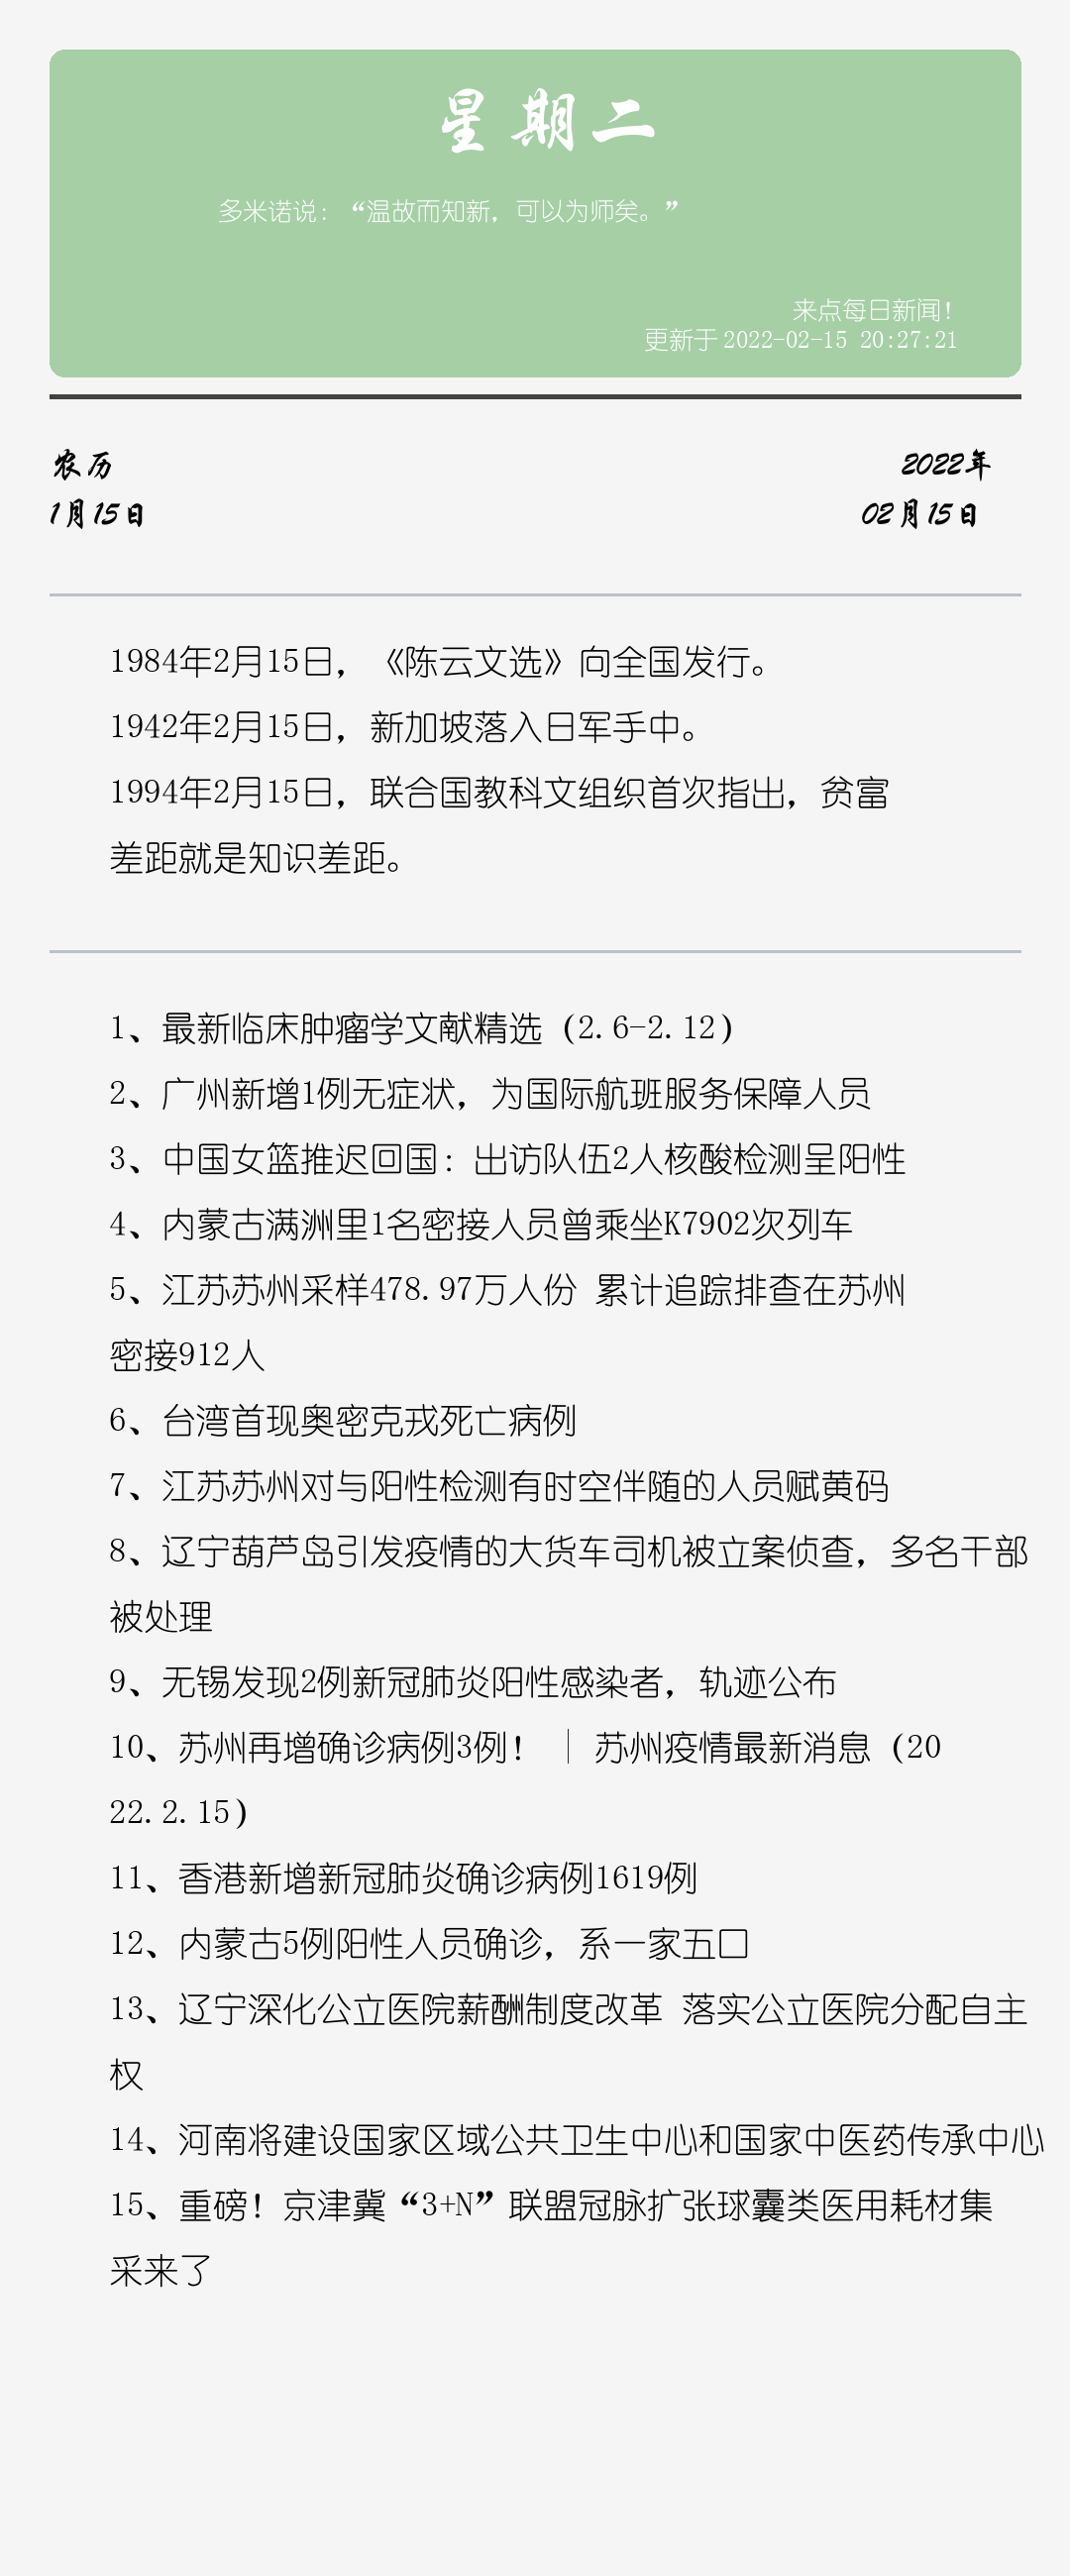 星期二
多米诺说：“温故而知新，可以为师矣。”
来点每日新闻！
更新于 2022-02-15 20:27:21
农历
1月15日
2022年
02月15日
1984年2月15日，《陈云文选》向全国发行。
1942年2月15日，新加坡落入日军手中。
1994年2月15日，联合国教科文组织首次指出，贫富
差距就是知识差距。
1、最新临床肿瘤学文献精选（2.6-2.12）
2、广州新增1例无症状，为国际航班服务保障人员
3、中国女篮推迟回国：出访队伍2人核酸检测呈阳性
4、内蒙古满洲里1名密接人员曾乘坐K7902次列车
5、江苏苏州采样478.97万人份 累计追踪排查在苏州
密接912人
6、台湾首现奥密克戎死亡病例
7、江苏苏州对与阳性检测有时空伴随的人员赋黄码
8、辽宁葫芦岛引发疫情的大货车司机被立案侦查，多名干部
被处理
9、无锡发现2例新冠肺炎阳性感染者，轨迹公布
10、苏州再增确诊病例3例！ ｜ 苏州疫情最新消息（20
22.2.15）
11、香港新增新冠肺炎确诊病例1619例
12、内蒙古5例阳性人员确诊，系一家五口
13、辽宁深化公立医院薪酬制度改革 落实公立医院分配自主
权
14、河南将建设国家区域公共卫生中心和国家中医药传承中心
15、重磅！京津冀“3+N”联盟冠脉扩张球囊类医用耗材集
采来了